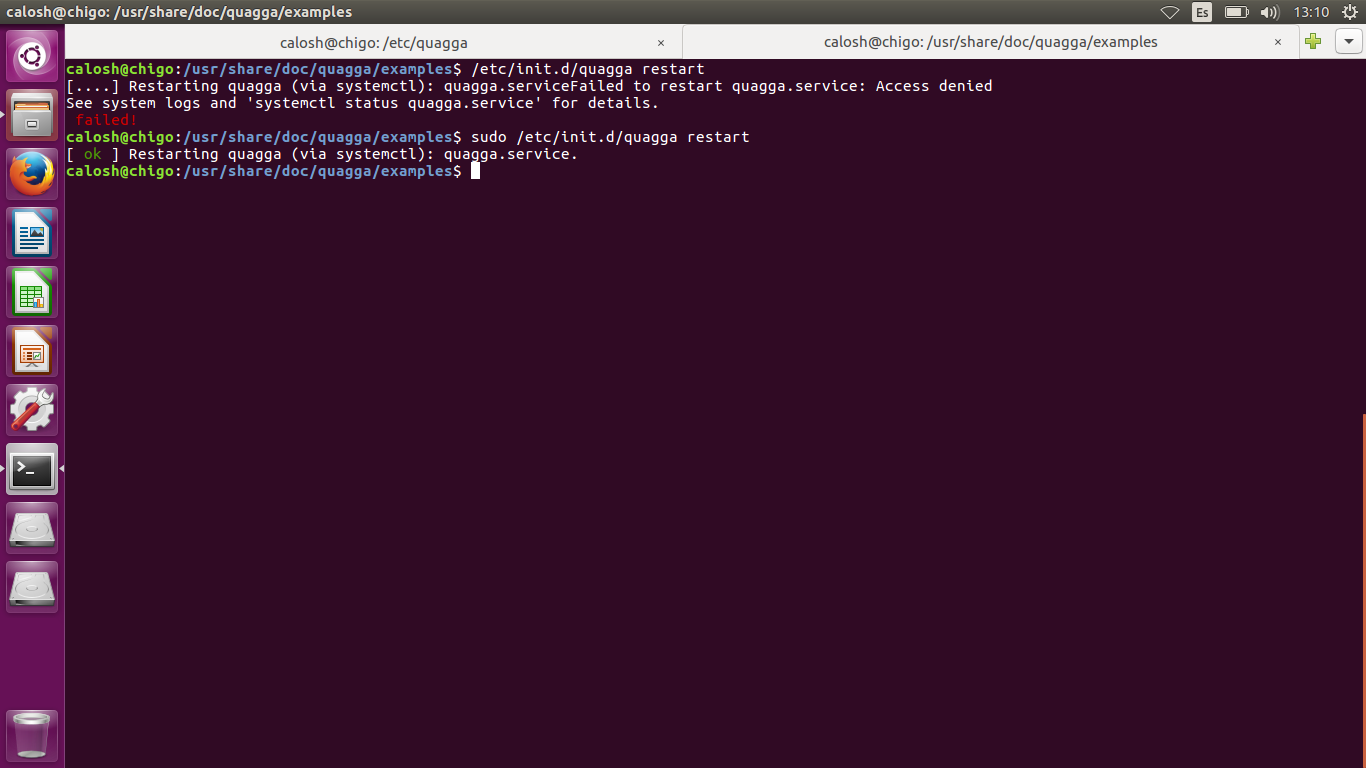 calosh@chigo: /usr/share/doc/quagga/examples
Es
13:10
calosh@chigo: /etc/quagga ×
calosh@chigo: /usr/share/doc/quagga/examples ×
calosh@chigo:/usr/share/doc/quagga/examples$ /etc/init.d/quagga restart
[....] Restarting quagga (via systemctl): quagga.serviceFailed to restart quagga.service: Access denied
See system logs and 'systemctl status quagga.service' for details.
 failed!
calosh@chigo:/usr/share/doc/quagga/examples$ sudo /etc/init.d/quagga restart
[ ok ] Restarting quagga (via systemctl): quagga.service.
calosh@chigo:/usr/share/doc/quagga/examples$